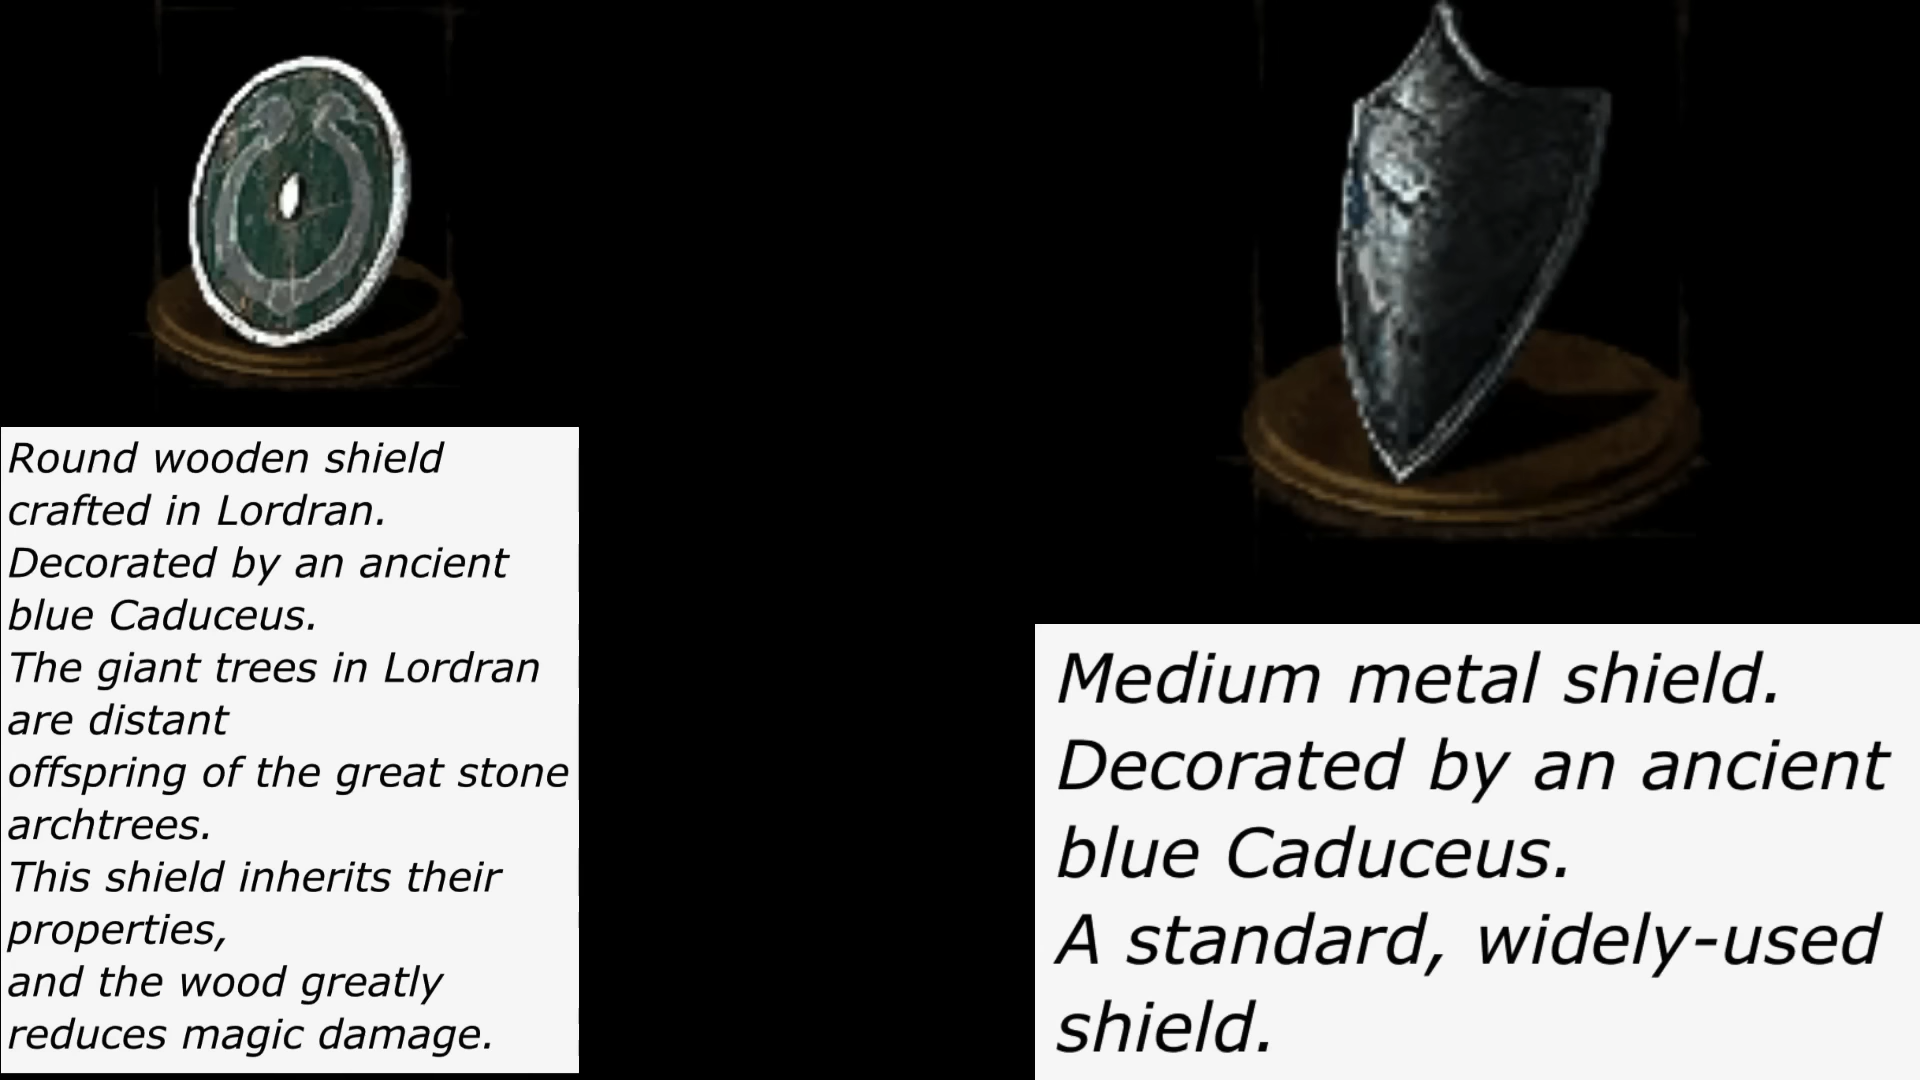 Round wooden shield
crafted in Lordran.
Decorated by an ancient
blue Caduceus.
The giant trees in Lordran
are distant
offspring of the great stone
archtrees.
This shield inherits their
properties,
and the wood greatly
reduces magic damage.
Medium metal shield.
Decorated by an ancient
blue Caduceus.
A standard, widely-used
shield.